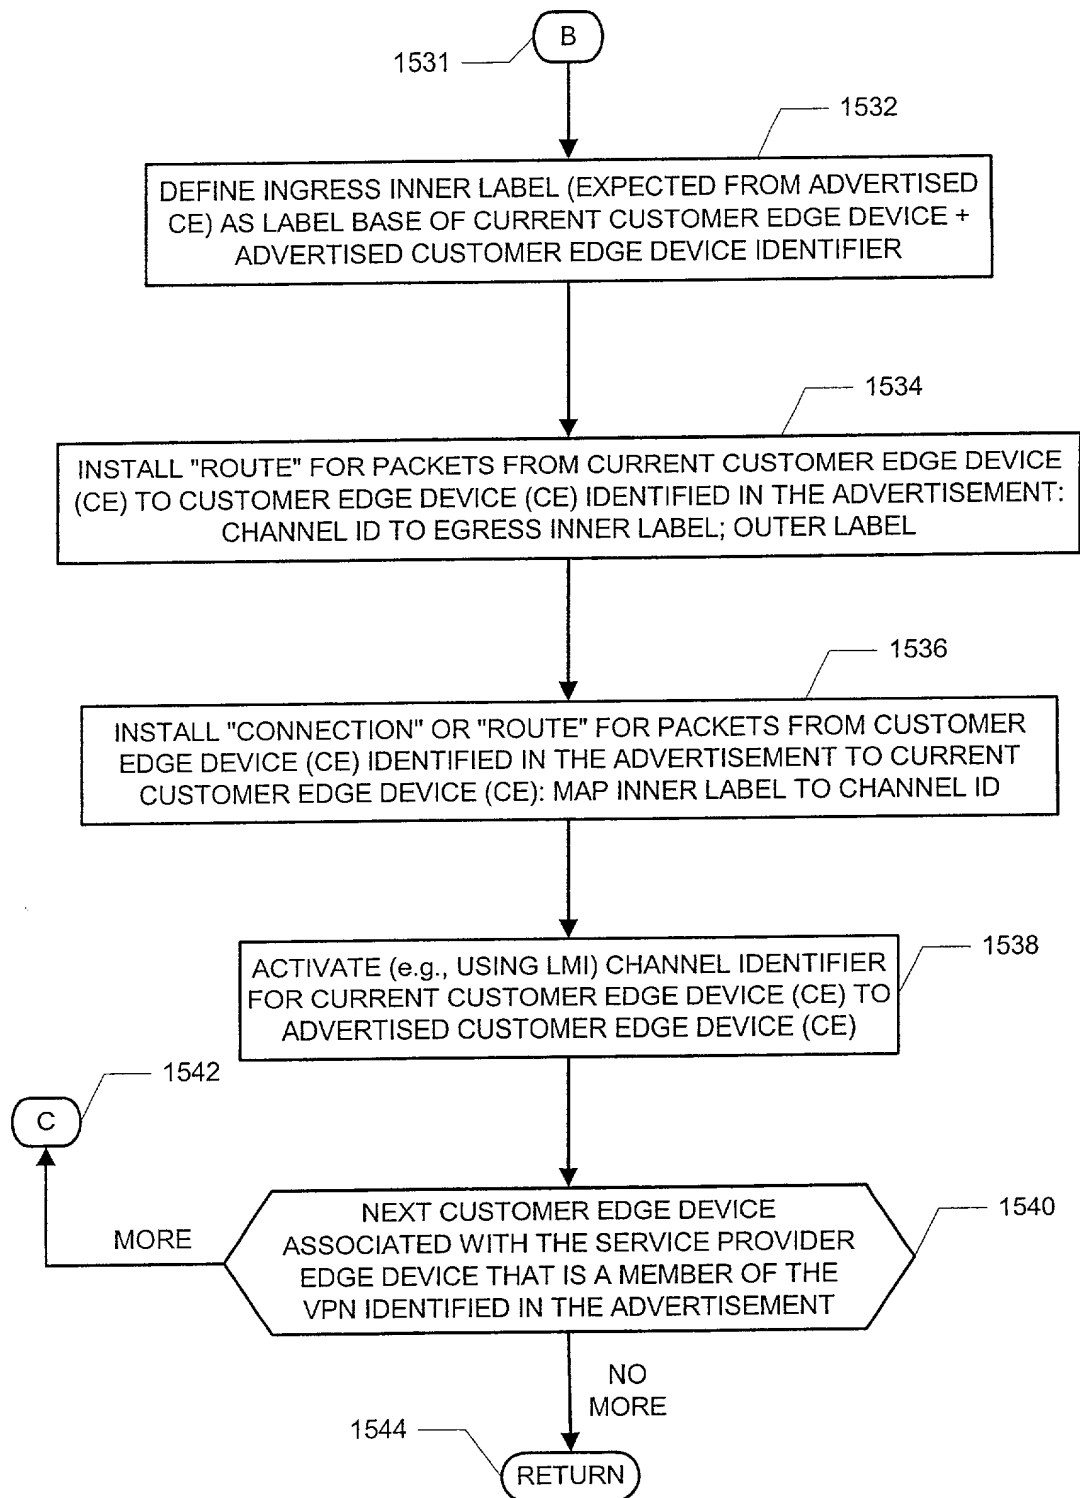 B
1531
1532
DEFINE INGRESS INNER LABEL (EXPECTED FROM ADVERTISED
CE) AS LABEL BASE OF CURRENT CUSTOMER EDGE DEVICE +
ADVERTISED CUSTOMER EDGE DEVICE IDENTIFIER
1534
INSTALL "ROUTE" FOR PACKETS FROM CURRENT CUSTOMER EDGE DEVICE
(CE) TO CUSTOMER EDGE DEVICE (CE) IDENTIFIED IN THE ADVERTISEMENT:
CHANNEL ID TO EGRESS INNER LABEL; OUTER LABEL
1536
INSTALL "CONNECTION" OR "ROUTE" FOR PACKETS FROM CUSTOMER
EDGE DEVICE (CE) IDENTIFIED IN THE ADVERTISEMENT TO CURRENT
CUSTOMER EDGE DEVICE (CE): MAP INNER LABEL TO CHANNEL ID
1538
ACTIVATE (e.g., USING LMI) CHANNEL IDENTIFIER
FOR CURRENT CUSTOMER EDGE DEVICE (CE) TO
ADVERTISED CUSTOMER EDGE DEVICE (CE)
1542
C
MORE
NEXT CUSTOMER EDGE DEVICE
ASSOCIATED WITH THE SERVICE PROVIDER
EDGE DEVICE THAT IS A MEMBER OF THE
VPN IDENTIFIED IN THE ADVERTISEMENT
1540
NO
MORE
1544
RETURN